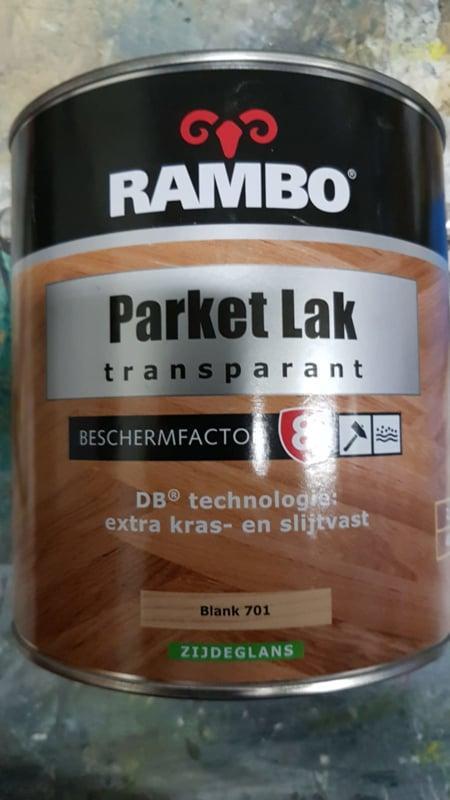 RAMBO®
Parket Lak
transparant
BESCHERMFACTOR 8
DB® technologie:
extra kras- en slijtvast
Blank 701
ZIJDEGLANS